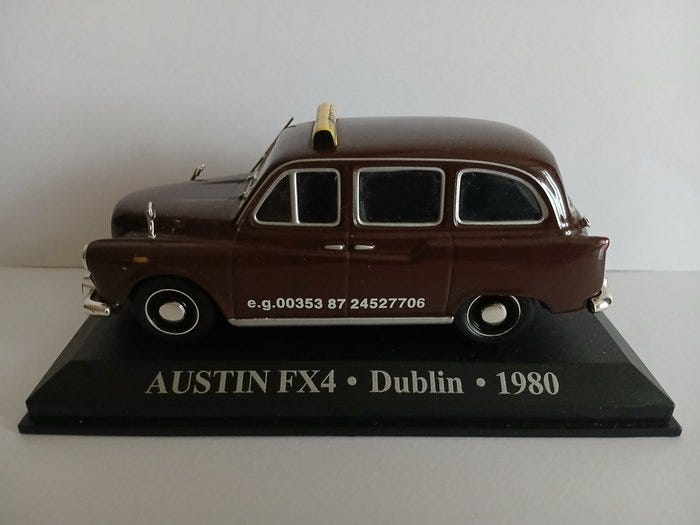 e.g.00353 87 24527706
AUSTIN FX4 • Dublin • 1980